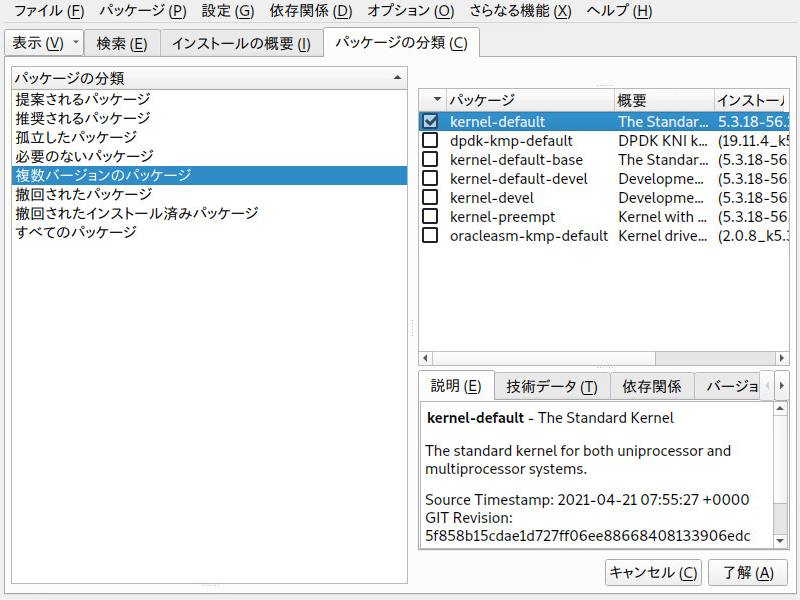 ファイル (F) パッケージ (P) 設定 (G) 依存関係 (D) オプション (O) さらなる機能 (X) ヘルプ (H)
表示 (V) 検索 (E) インストールの概要 (I) パッケージの分類 (C)
パッケージの分類
提案されるパッケージ
推奨されるパッケージ
孤立したパッケージ
必要のないパッケージ
複数バージョンのパッケージ
撤回されたパッケージ
撤回されたインストール済みパッケージ
すべてのパッケージ
パッケージ 概要 インストール
kernel-default The Standar... 5.3.18-56.
dpdk-kmp-default DPDK KNI k... (19.11.4_k5
kernel-default-base The Standar... (5.3.18-56
kernel-default-devel Developme... (5.3.18-56
kernel-devel Developme... (5.3.18-56
kernel-preempt Kernel with ... (5.3.18-56
oracleasm-kmp-default Kernel drive... (2.0.8_k5.3
説明 (E) 技術データ (T) 依存関係 バージョ
kernel-default - The Standard Kernel
The standard kernel for both uniprocessor and
multiprocessor systems.
Source Timestamp: 2021-04-21 07:55:27 +0000
GIT Revision:
5f858b15cdae1d727ff06ee88668408133906edc
キャンセル (C) 了解 (A)